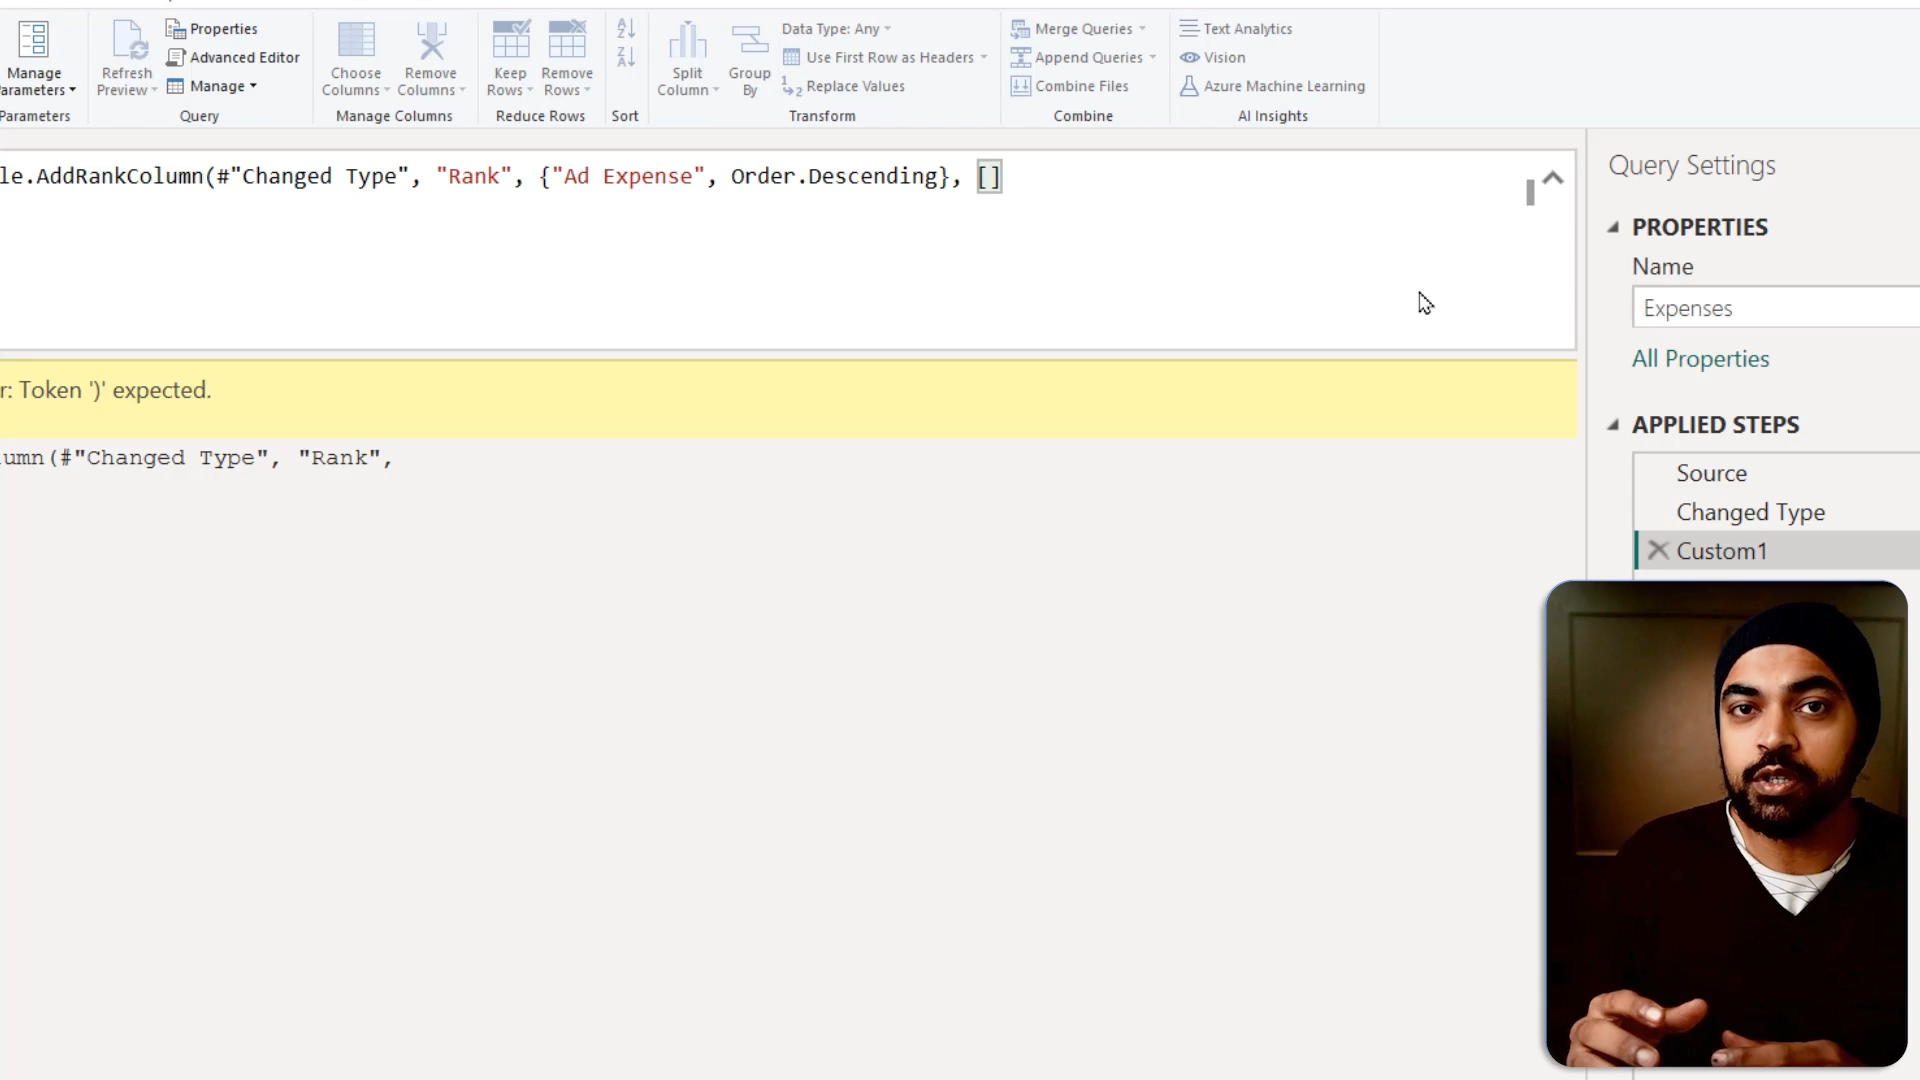 Manage Parameters
Parameters
Refresh Preview
Properties
Advanced Editor
Manage
Query
Choose Columns
Remove Columns
Manage Columns
Keep Rows
Remove Rows
Reduce Rows
Sort
Split Column
Group By
Data Type: Any
Use First Row as Headers
Replace Values
Transform
Merge Queries
Append Queries
Combine Files
Combine
Text Analytics
Vision
Azure Machine Learning
AI Insights
le.AddRankColumn(#"Changed Type", "Rank", {"Ad Expense", Order.Descending}, []
r: Token ')' expected.
umn(#"Changed Type", "Rank",
Query Settings
PROPERTIES
Name
Expenses
All Properties
APPLIED STEPS
Source
Changed Type
Custom1